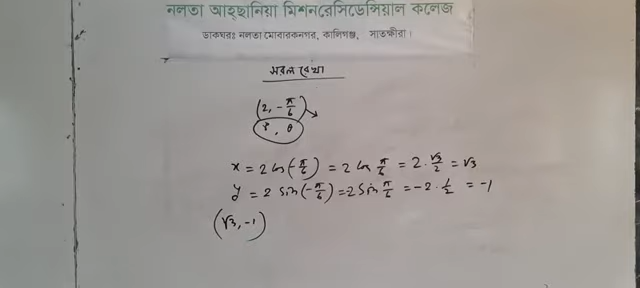 নলতা আহ্ছানিয়া মিশনরেসিডেন্সিয়াল কলেজ
ডাকঘরঃ নলতা মোবারকনগর, কালিগঞ্জ, সাতক্ষীরা।
সরল রেখা
(2, -π/6)
r, θ
x = 2 cos(-π/6) = 2 cos π/6 = 2 · √3/2 = √3
y = 2 sin(-π/6) = 2 sin π/6 = -2 · 1/2 = -1
(√3, -1)